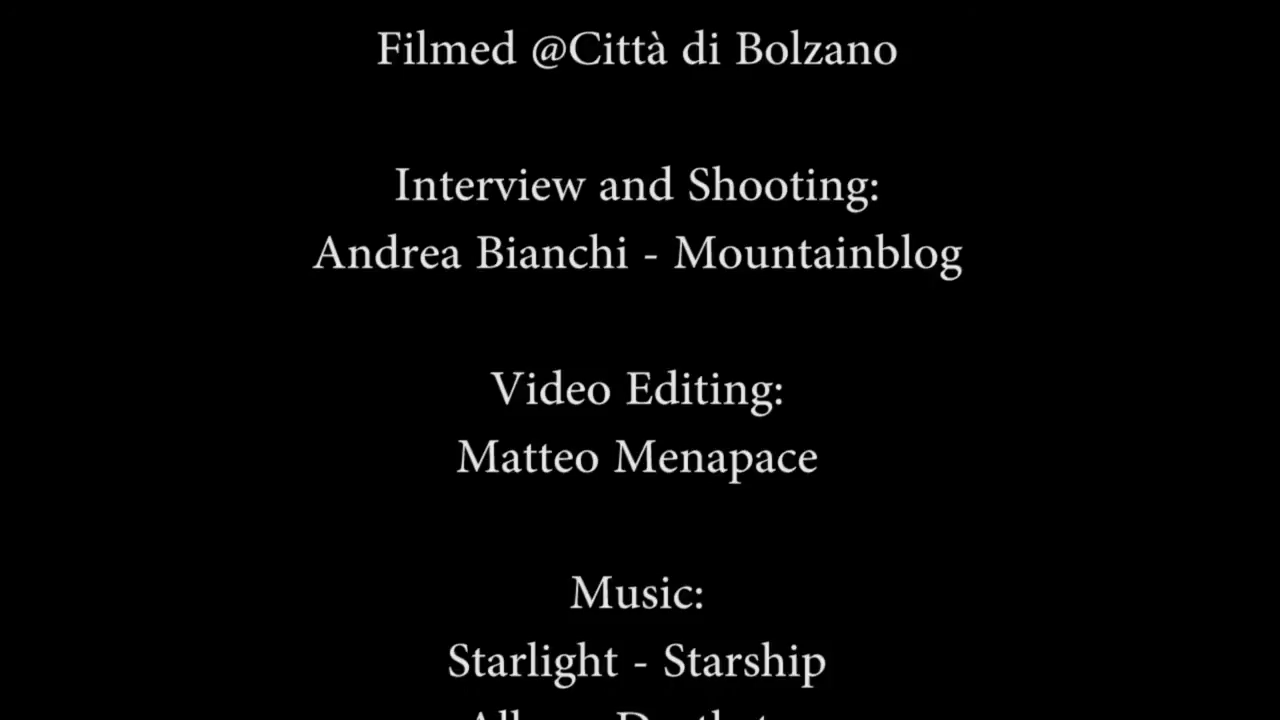 Filmed @Città di Bolzano
Interview and Shooting:
Andrea Bianchi - Mountainblog
Video Editing:
Matteo Menapace
Music:
Starlight - Starship